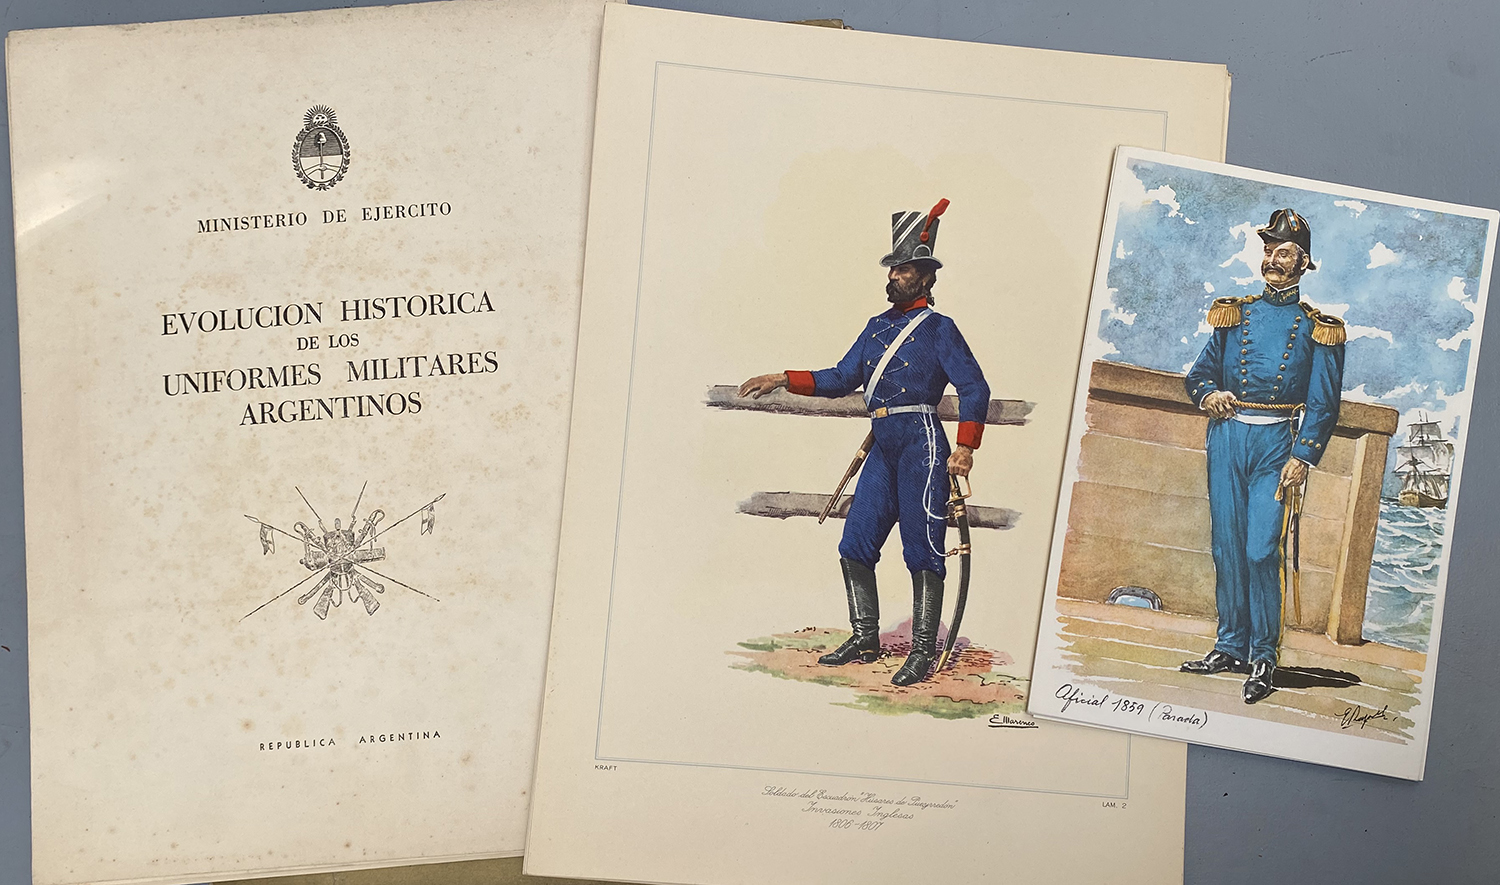 MINISTERIO DE EJERCITO
EVOLUCION HISTORICA
DE LOS
UNIFORMES MILITARES
ARGENTINOS
REPUBLICA ARGENTINA
E. Marenco
KRAFT
LAM. 2
Soldado del Escuadrón "Húsares de Pueyrredón"
Invasiones Inglesas
1806-1807
Oficial 1859 (Parada)